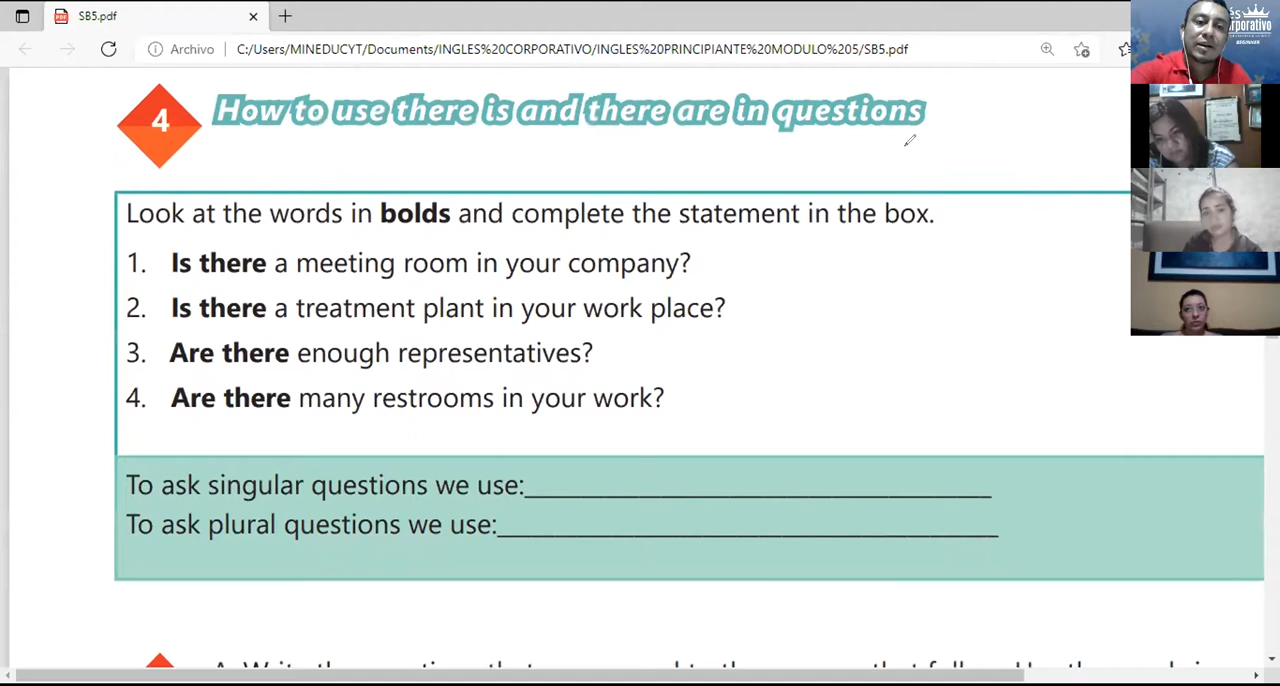 SB5.pdf
Archivo C:/Users/MINEDUCYT/Documents/INGLES%20CORPORATIVO/INGLES%20PRINCIPIANTE%20MODULO%205/SB5.pdf
4 How to use there is and there are in questions
Look at the words in bolds and complete the statement in the box.
1. Is there a meeting room in your company?
2. Is there a treatment plant in your work place?
3. Are there enough representatives?
4. Are there many restrooms in your work?
To ask singular questions we use:
To ask plural questions we use: